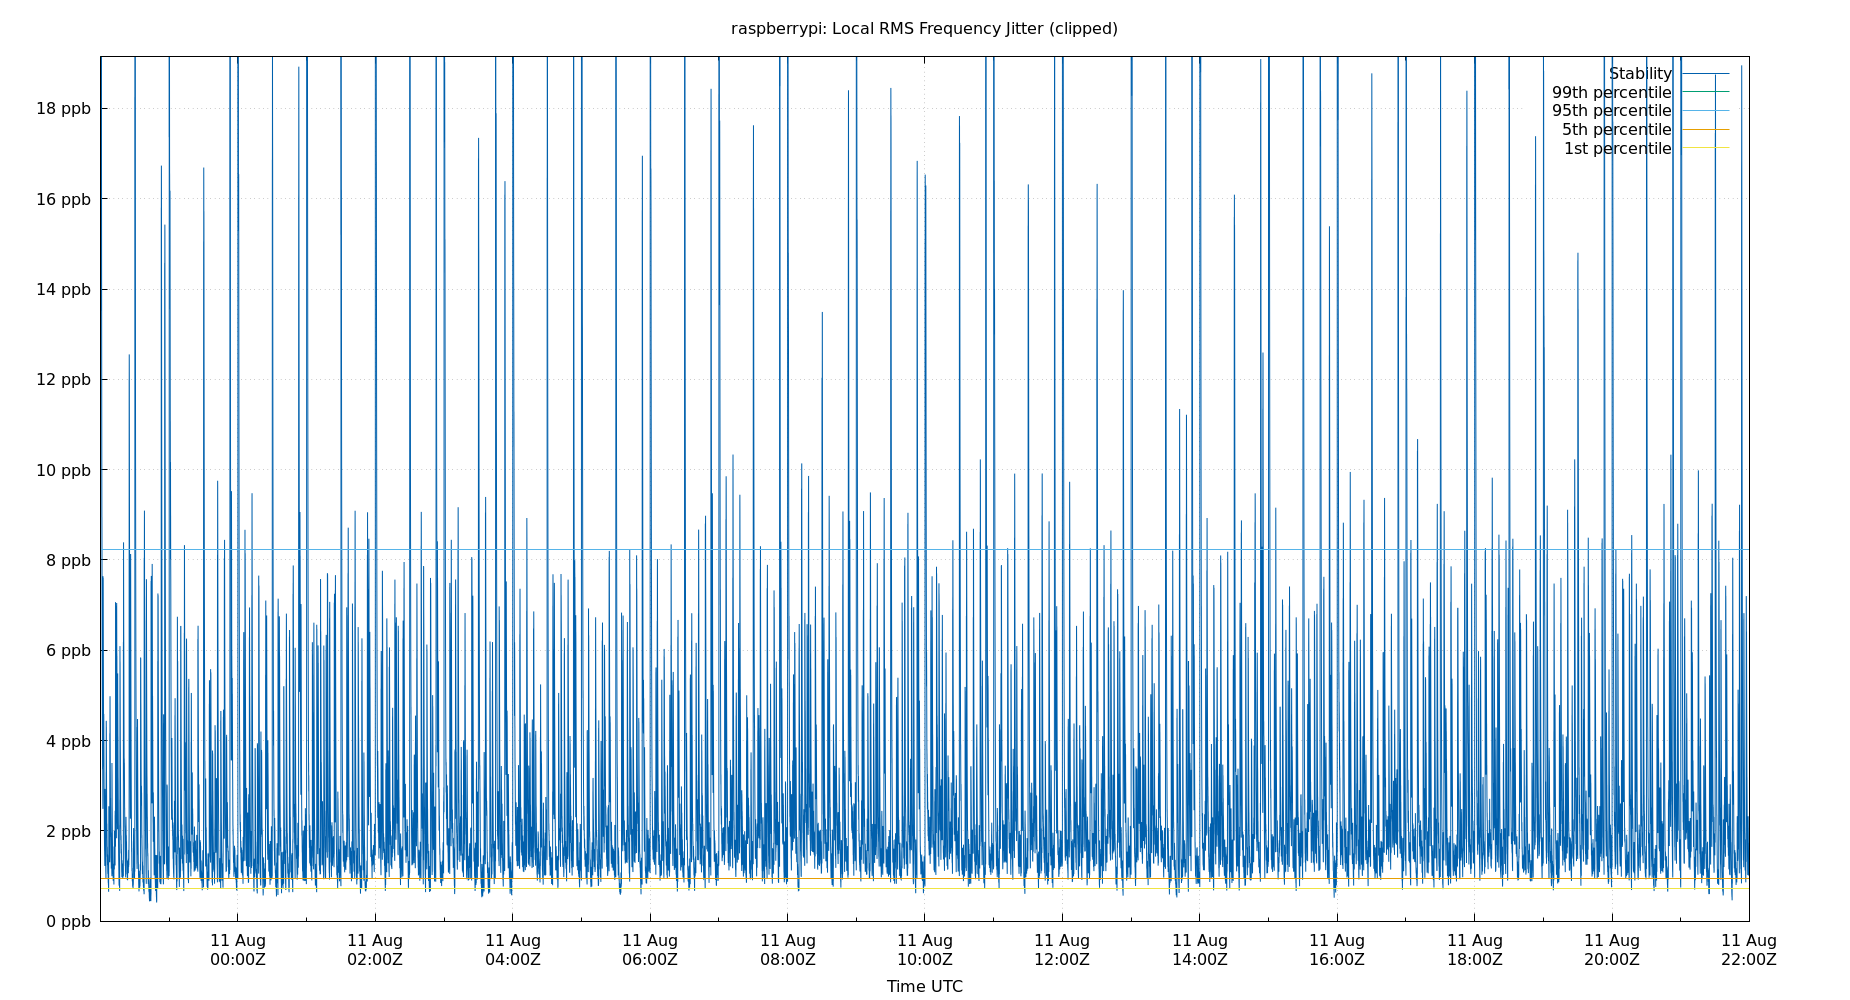 raspberrypi: Local RMS Frequency Jitter (clipped)
Stability
99th percentile
95th percentile
5th percentile
1st percentile
18 ppb
16 ppb
14 ppb
12 ppb
10 ppb
8 ppb
6 ppb
4 ppb
2 ppb
0 ppb
11 Aug 11 Aug 11 Aug 11 Aug 11 Aug 11 Aug 11 Aug 11 Aug 11 Aug 11 Aug 11 Aug 11 Aug
00:00Z 02:00Z 04:00Z 06:00Z 08:00Z 10:00Z 12:00Z 14:00Z 16:00Z 18:00Z 20:00Z 22:00Z
Time UTC